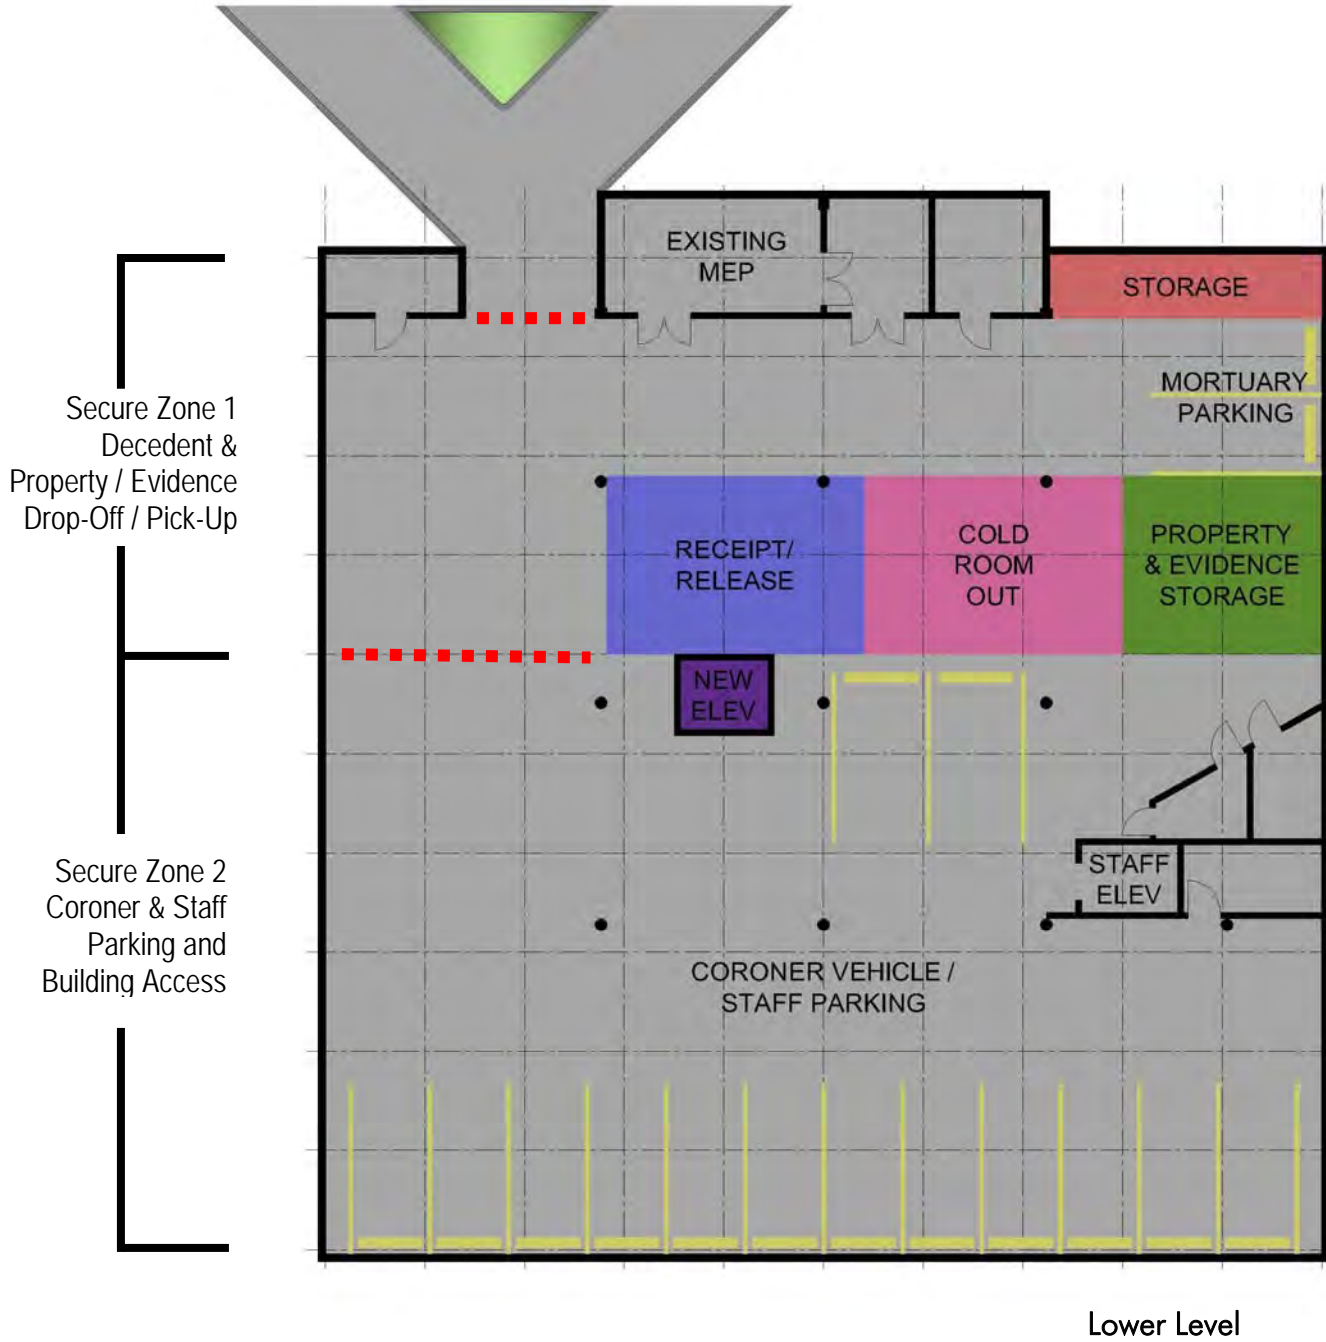 EXISTING
MEP
STORAGE
MORTUARY
PARKING
Secure Zone 1
Decedent &
Property / Evidence
Drop-Off / Pick-Up
RECEIPT/
RELEASE
COLD
ROOM
OUT
PROPERTY
& EVIDENCE
STORAGE
NEW
ELEV
Secure Zone 2
Coroner & Staff
Parking and
Building Access
STAFF
ELEV
CORONER VEHICLE /
STAFF PARKING
Lower Level